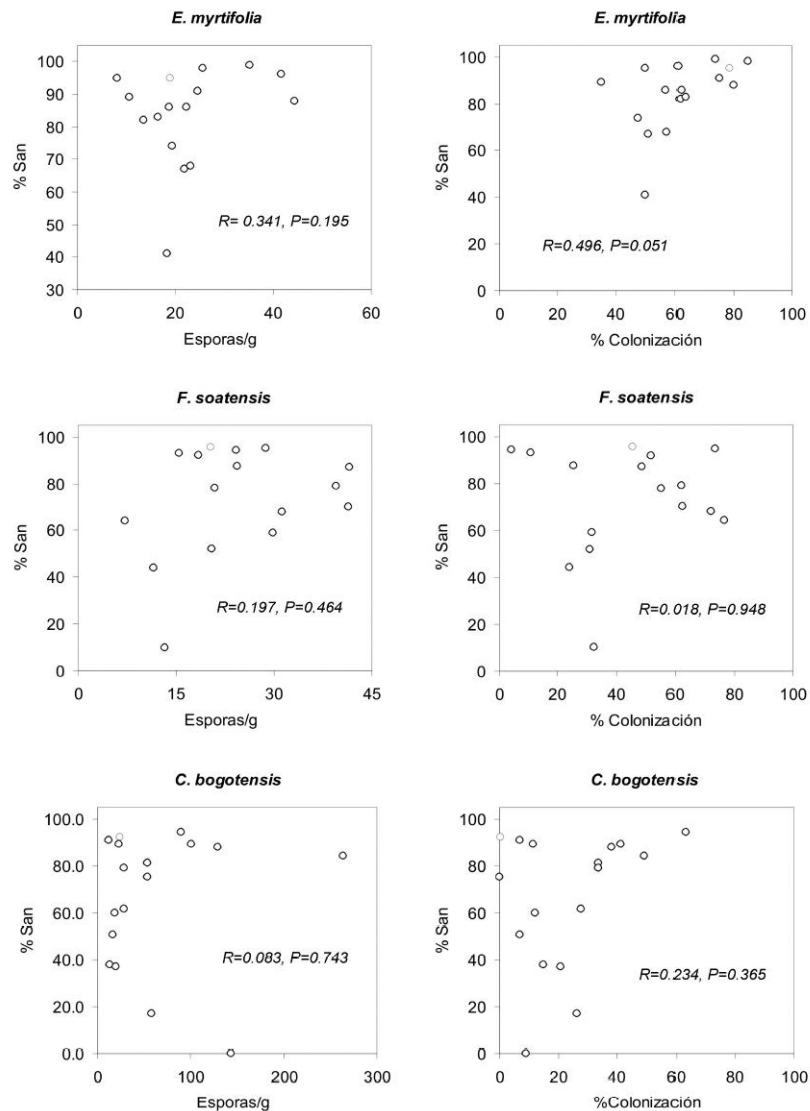 E. myrtifolia
% San
100
90
80
70
60
50
40
30
R= 0.341, P=0.195
0 20 40 60
Esporas/g
E. myrtifolia
% San
100
80
60
40
20
0
R=0.496, P=0.051
0 20 40 60 80 100
% Colonización
F. soatensis
% San
100
80
60
40
20
0
R=0.197, P=0.464
0 15 30 45
Esporas/g
F. soatensis
% San
100
80
60
40
20
0
R=0.018, P=0.948
0 20 40 60 80 100
% Colonización
C. bogotensis
% San
100.0
80.0
60.0
40.0
20.0
0.0
R=0.083, P=0.743
0 100 200 300
Esporas/g
C. bogotensis
% San
100
80
60
40
20
0
R=0.234, P=0.365
0 20 40 60 80 100
%Colonización